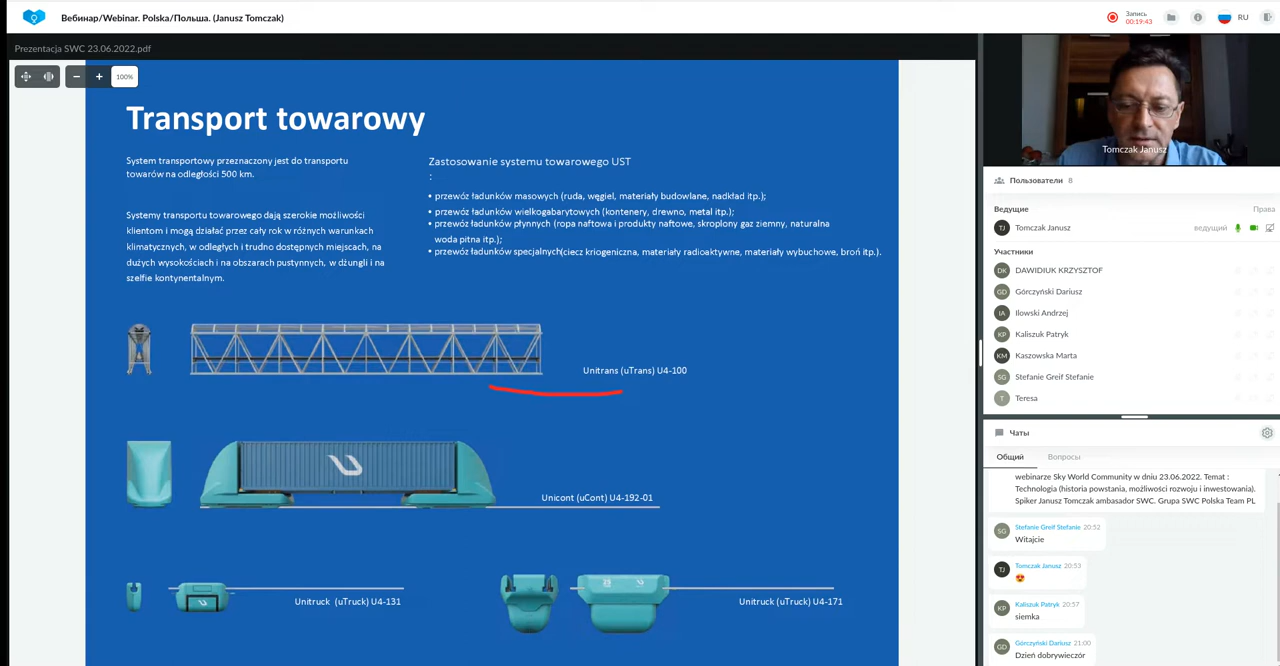 Вебинар/Webinar. Polska/Польша. (Janusz Tomczak)
Запись
00:19:43
RU
Prezentacja SWC 23.06.2022.pdf
100%
Transport towarowy
System transportowy przeznaczony jest do transportu
towarów na odległości 500 km.
Systemy transportu towarowego dają szerokie możliwości
klientom i mogą działać przez cały rok w różnych warunkach
klimatycznych, w odległych i trudno dostępnych miejscach, na
dużych wysokościach i na obszarach pustynnych, w dżungli i na
szelfie kontynentalnym.
Zastosowanie systemu towarowego UST
:
• przewóz ładunków masowych (ruda, węgiel, materiały budowlane, nadkład itp.);
• przewóz ładunków wielkogabarytowych (kontenery, drewno, metal itp.);
• przewóz ładunków płynnych (ropa naftowa i produkty naftowe, skroplony gaz ziemny, naturalna
woda pitna itp.);
• przewóz ładunków specjalnych(ciecz kriogeniczna, materiały radioaktywne, materiały wybuchowe, broń itp.).
Unitrans (uTrans) U4-100
Unicont (uCont) U4-192-01
Unitruck (uTruck) U4-131
Unitruck (uTruck) U4-171
Tomczak Janusz
Пользователи 8
Ведущие Права
TJ Tomczak Janusz ведущий
Участники
DK DAWIDIUK KRZYSZTOF
GD Górczyński Dariusz
IA Ilowski Andrzej
KP Kaliszuk Patryk
KM Kaszowska Marta
SG Stefanie Greif Stefanie
T Teresa
Чаты
Общий Вопросы
webinarze Sky World Community w dniu 23.06.2022. Temat :
Technologia (historia powstania, możliwości rozwoju i inwestowania).
Spiker Janusz Tomczak ambasador SWC. Grupa SWC Polska Team PL
SG Stefanie Greif Stefanie 20:52
Witajcie
TJ Tomczak Janusz 20:53
😍
KP Kaliszuk Patryk 20:57
siemka
GD Górczyński Dariusz 21:00
Dzień dobrywieczór